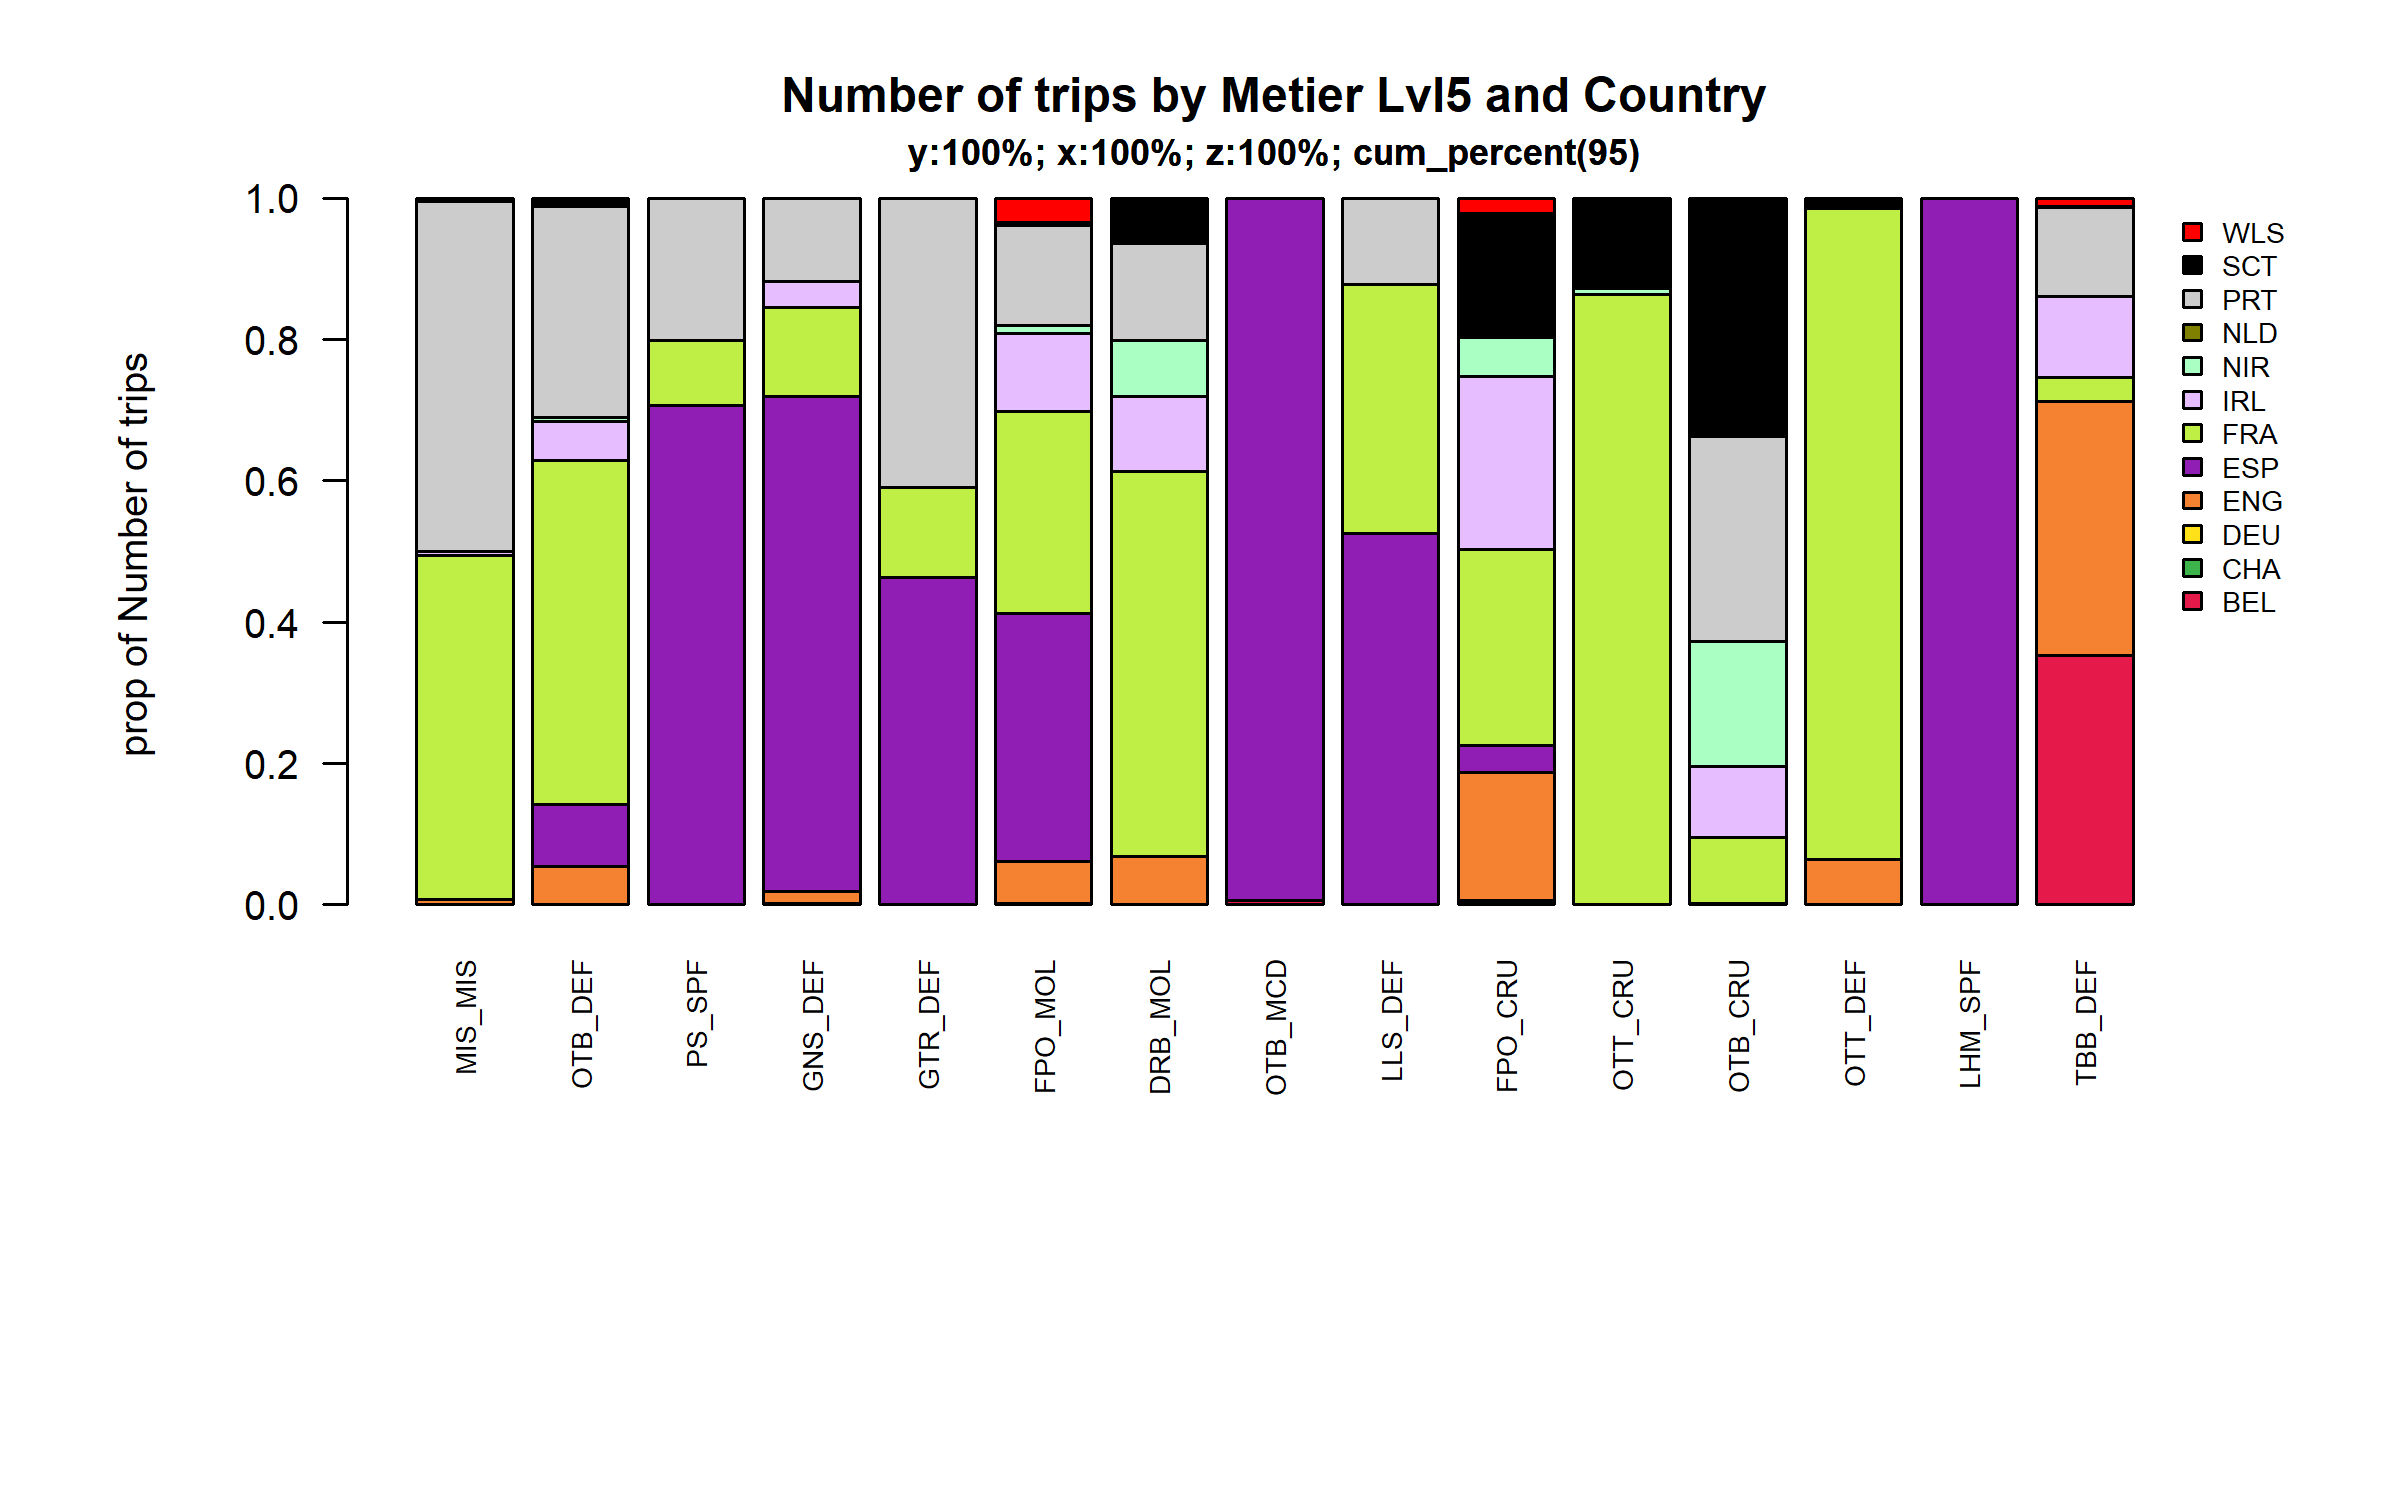 Number of trips by Metier Lvl5 and Country
y:100%; x:100%; z:100%; cum_percent(95)
prop of Number of trips
1.0
0.8
0.6
0.4
0.2
0.0
WLS
SCT
PRT
NLD
NIR
IRL
FRA
ESP
ENG
DEU
CHA
BEL
MIS_MIS
OTB_DEF
PS_SPF
GNS_DEF
GTR_DEF
FPO_MOL
DRB_MOL
OTB_MCD
LLS_DEF
FPO_CRU
OTT_CRU
OTB_CRU
OTT_DEF
LHM_SPF
TBB_DEF